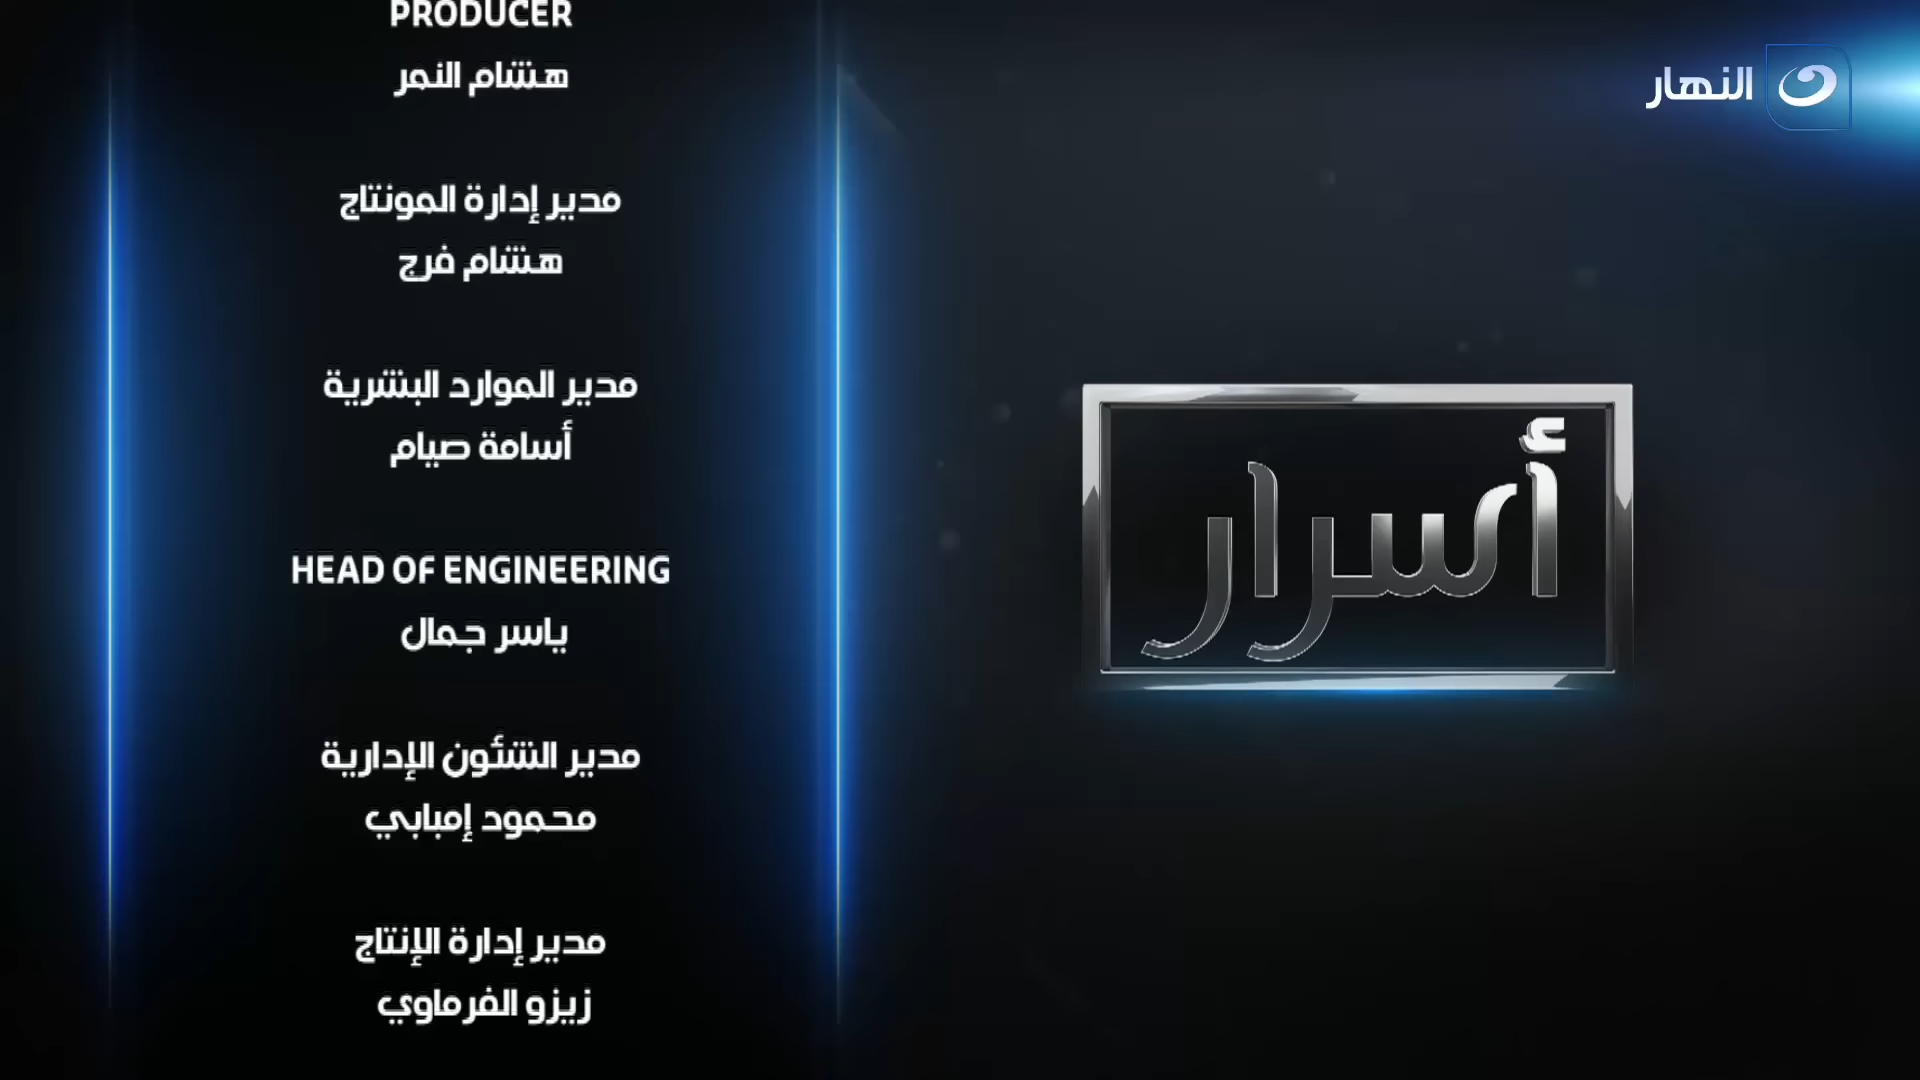 PRODUCER
هشام النمر
مدير إدارة المونتاج
هشام فرج
مدير الموارد البشرية
أسامة صيام
HEAD OF ENGINEERING
ياسر جمال
مدير الشئون الإدارية
محمود إمبابي
مدير إدارة الإنتاج
زيزو الفرماوي
النهار
أسرار